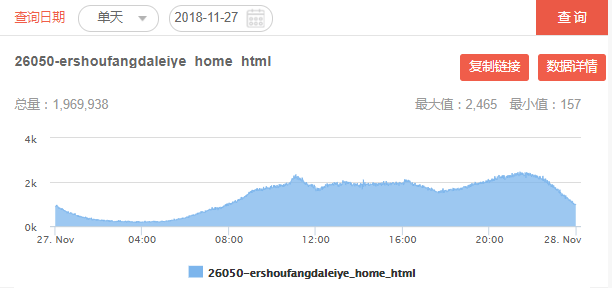 查询日期 单天 2018-11-27 查 询
26050-ershoufangdaleiye home html 复制链接 数据详情
总量：1,969,938 最大值：2,465 最小值：157
4k
2k
0k
27. Nov 04:00 08:00 12:00 16:00 20:00 28. Nov
26050-ershoufangdaleiye_home_html